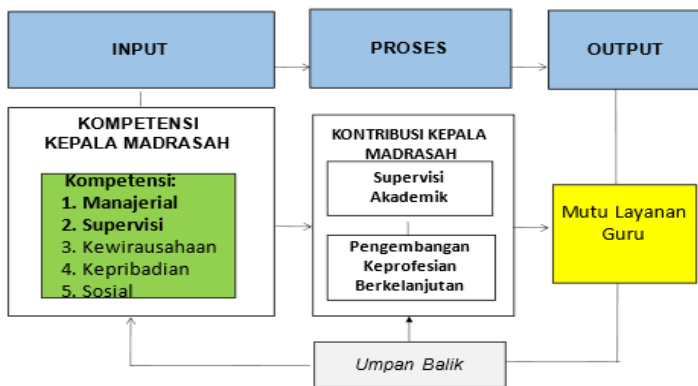 INPUT
PROSES
OUTPUT
KOMPETENSI
KEPALA MADRASAH
Kompetensi:
1. Manajerial
2. Supervisi
3. Kewirausahaan
4. Kepribadian
5. Sosial
KONTRIBUSI KEPALA
MADRASAH
Supervisi
Akademik
Pengembangan
Keprofesian
Berkelanjutan
Mutu Layanan
Guru
Umpan Balik